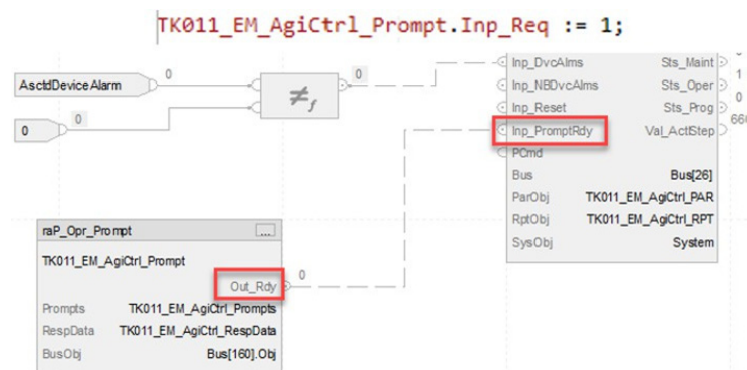 TK011_EM_AgiCtrl_Prompt.Inp_Req := 1;
AsctdDeviceAlarm
0
≠f
0
0
0
Inp_DvcAlms
Sts_Maint
Inp_NBDvcAlms
Sts_Oper
1
Inp_Reset
Sts_Prog
0
Inp_PromptRdy
Val_ActStep
PCmd
Bus
Bus[26]
ParObj
TK011_EM_AgiCtrl_PAR
RptObj
TK011_EM_AgiCtrl_RPT
SysObj
System
raP_Opr_Prompt
...
TK011_EM_AgiCtrl_Prompt
Out_Rdy
0
Prompts
TK011_EM_AgiCtrl_Prompts
RespData
TK011_EM_AgiCtrl_RespData
BusObj
Bus[160].Obj